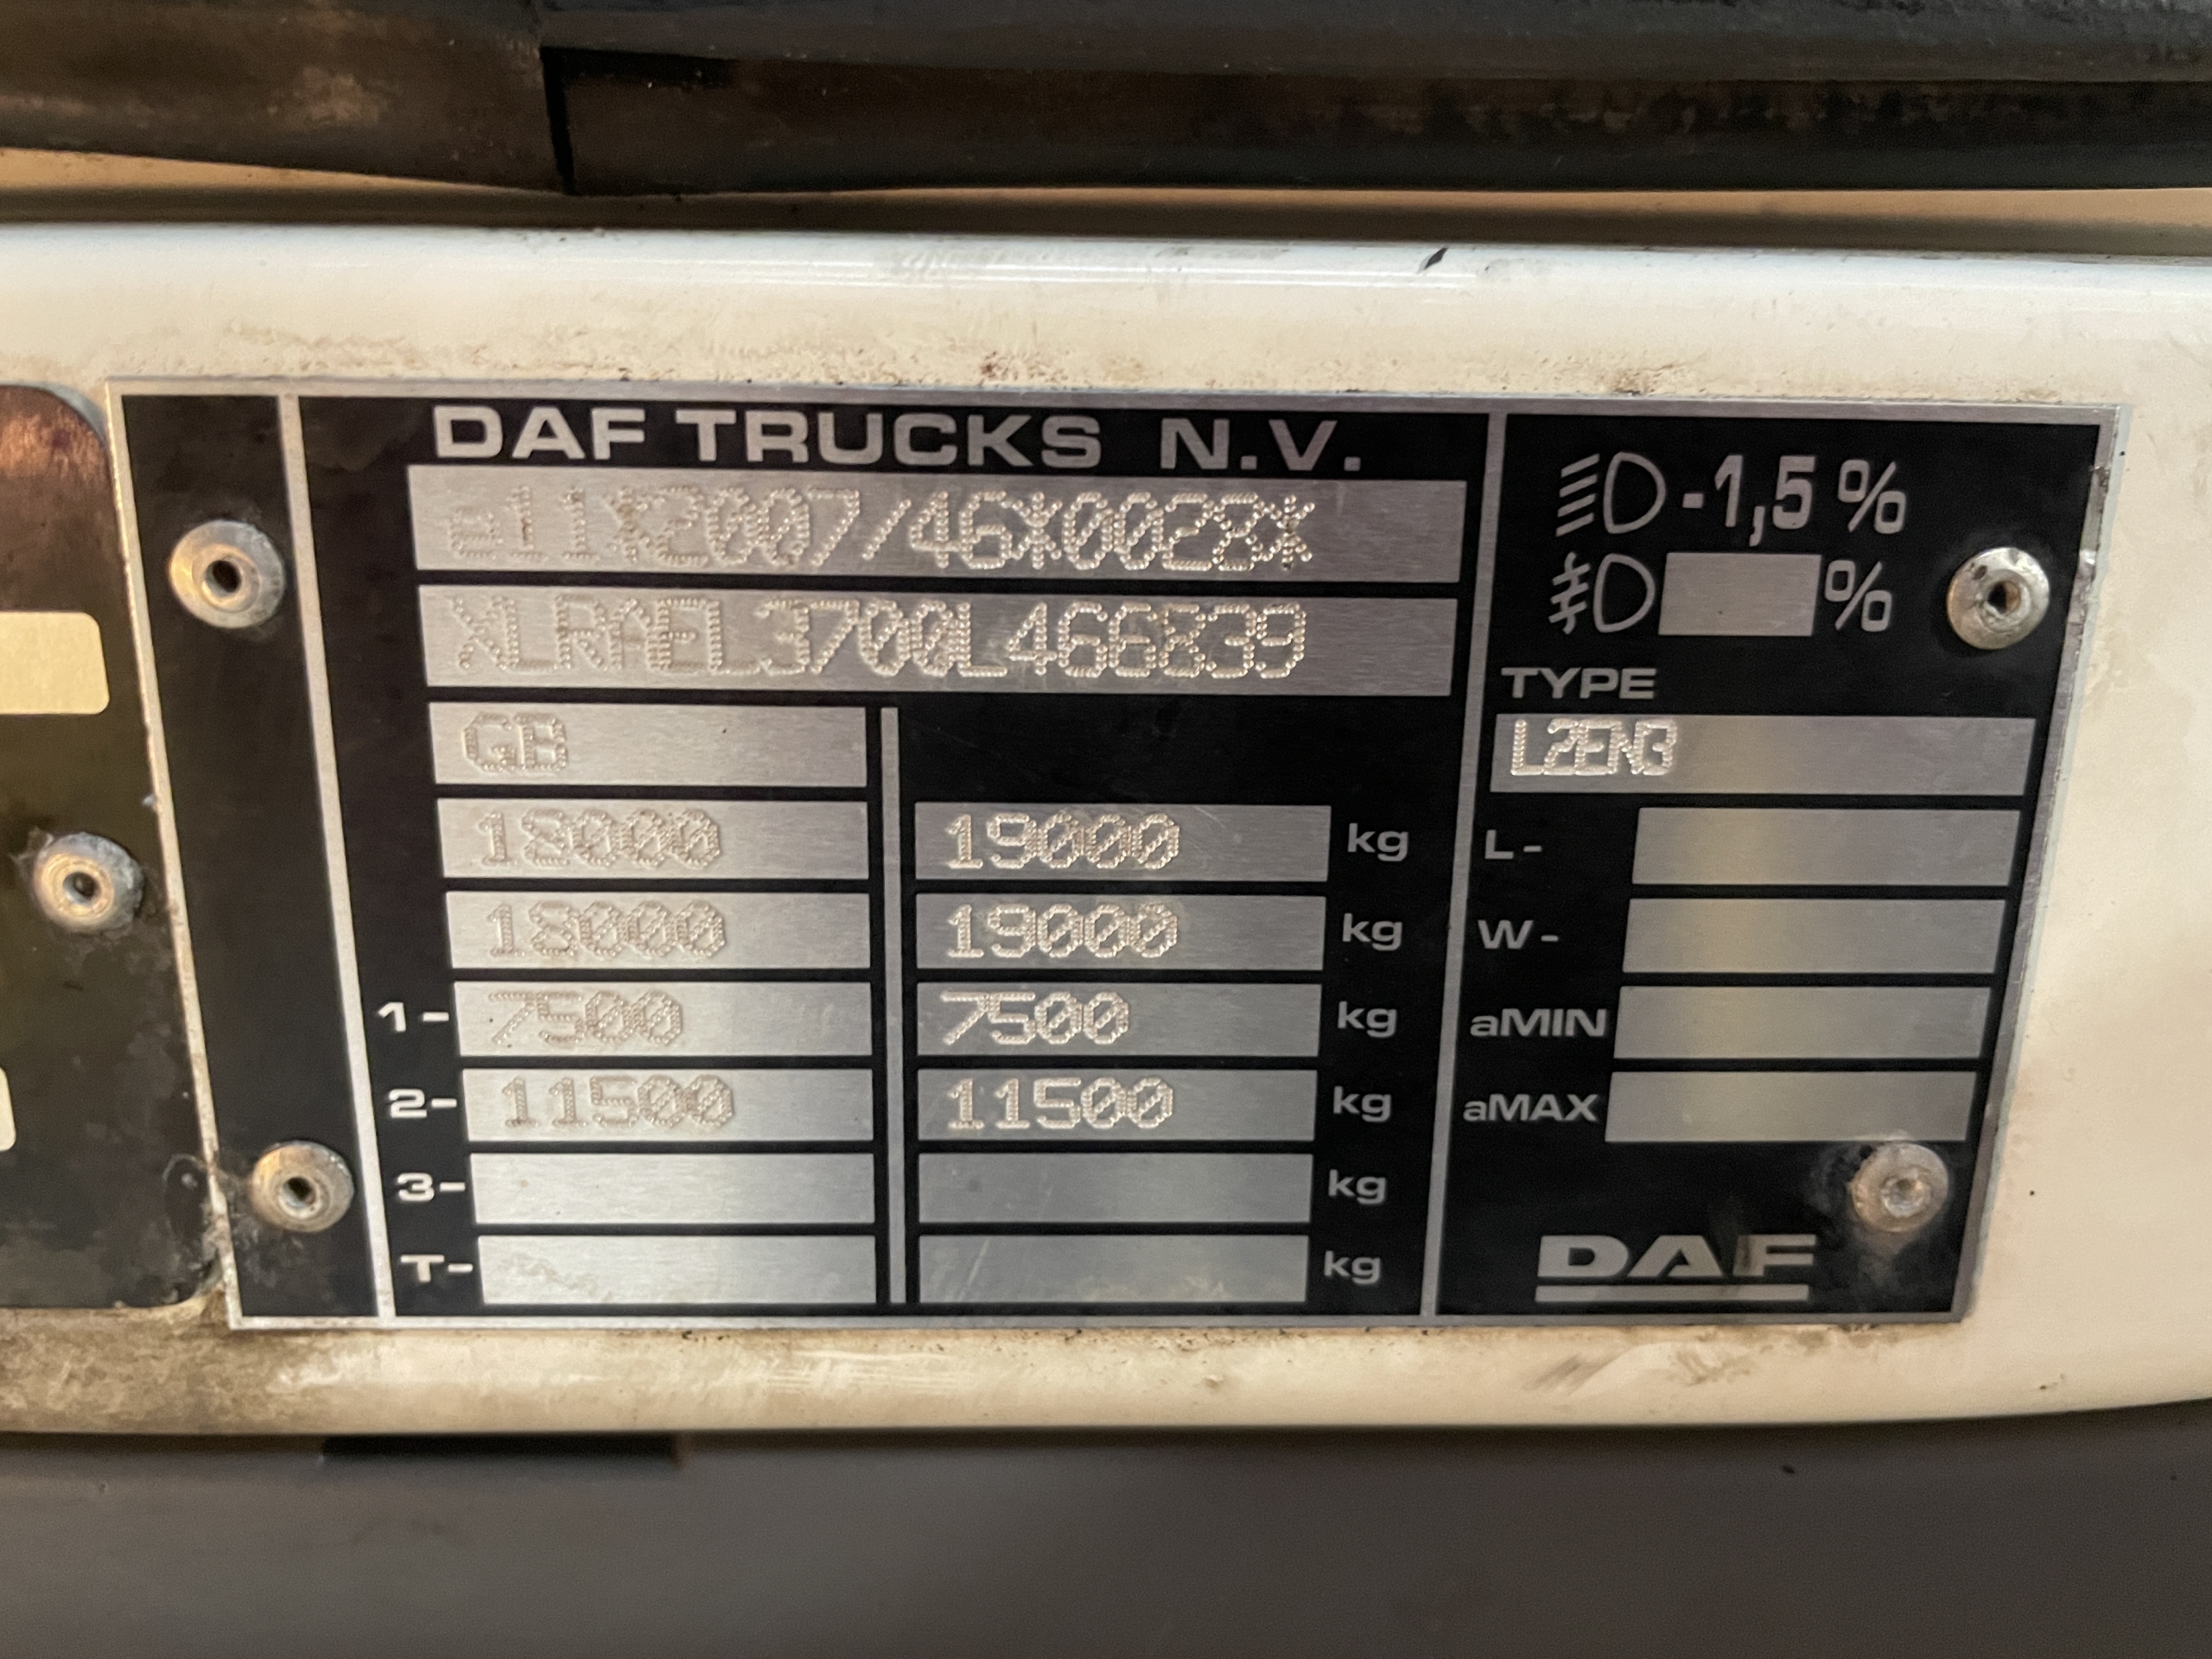 DAF TRUCKS N.V.
e11*2007/46*0028*
XLRAEL3700L466839
GB
18000 19000 kg
18000 19000 kg
1- 7500 7500 kg
2- 11500 11500 kg
3- kg
T- kg
-1,5 %
%
TYPE
L2EN3
L-
W-
aMIN
aMAX
DAF